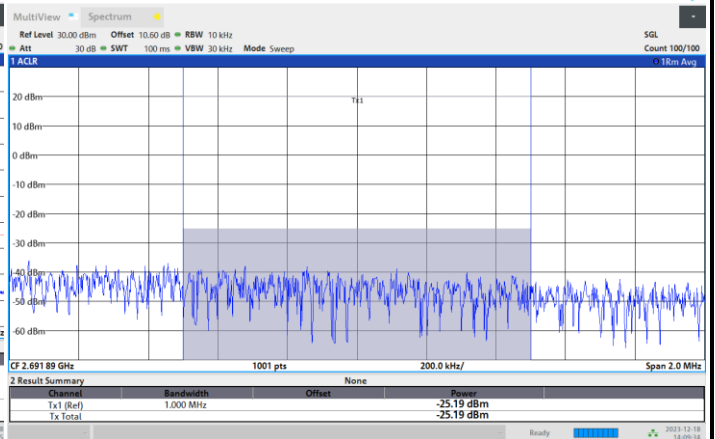 MultiView Spectrum
Ref Level 30.00 dBm Offset 10.60 dB RBW 10 kHz SGL
Att 30 dB SWT 100 ms VBW 30 kHz Mode Sweep Count 100/100
1 ACLR 1Rm Avg
Tx1
20 dBm
10 dBm
0 dBm
-10 dBm
-20 dBm
-30 dBm
-40 dBm
-50 dBm
-60 dBm
CF 2.691 89 GHz 1001 pts 200.0 kHz/ Span 2.0 MHz
2 Result Summary None
Channel Bandwidth Offset Power
Tx1 (Ref) 1.000 MHz -25.19 dBm
Tx Total -25.19 dBm
Ready 2023-12-18
14:09:34